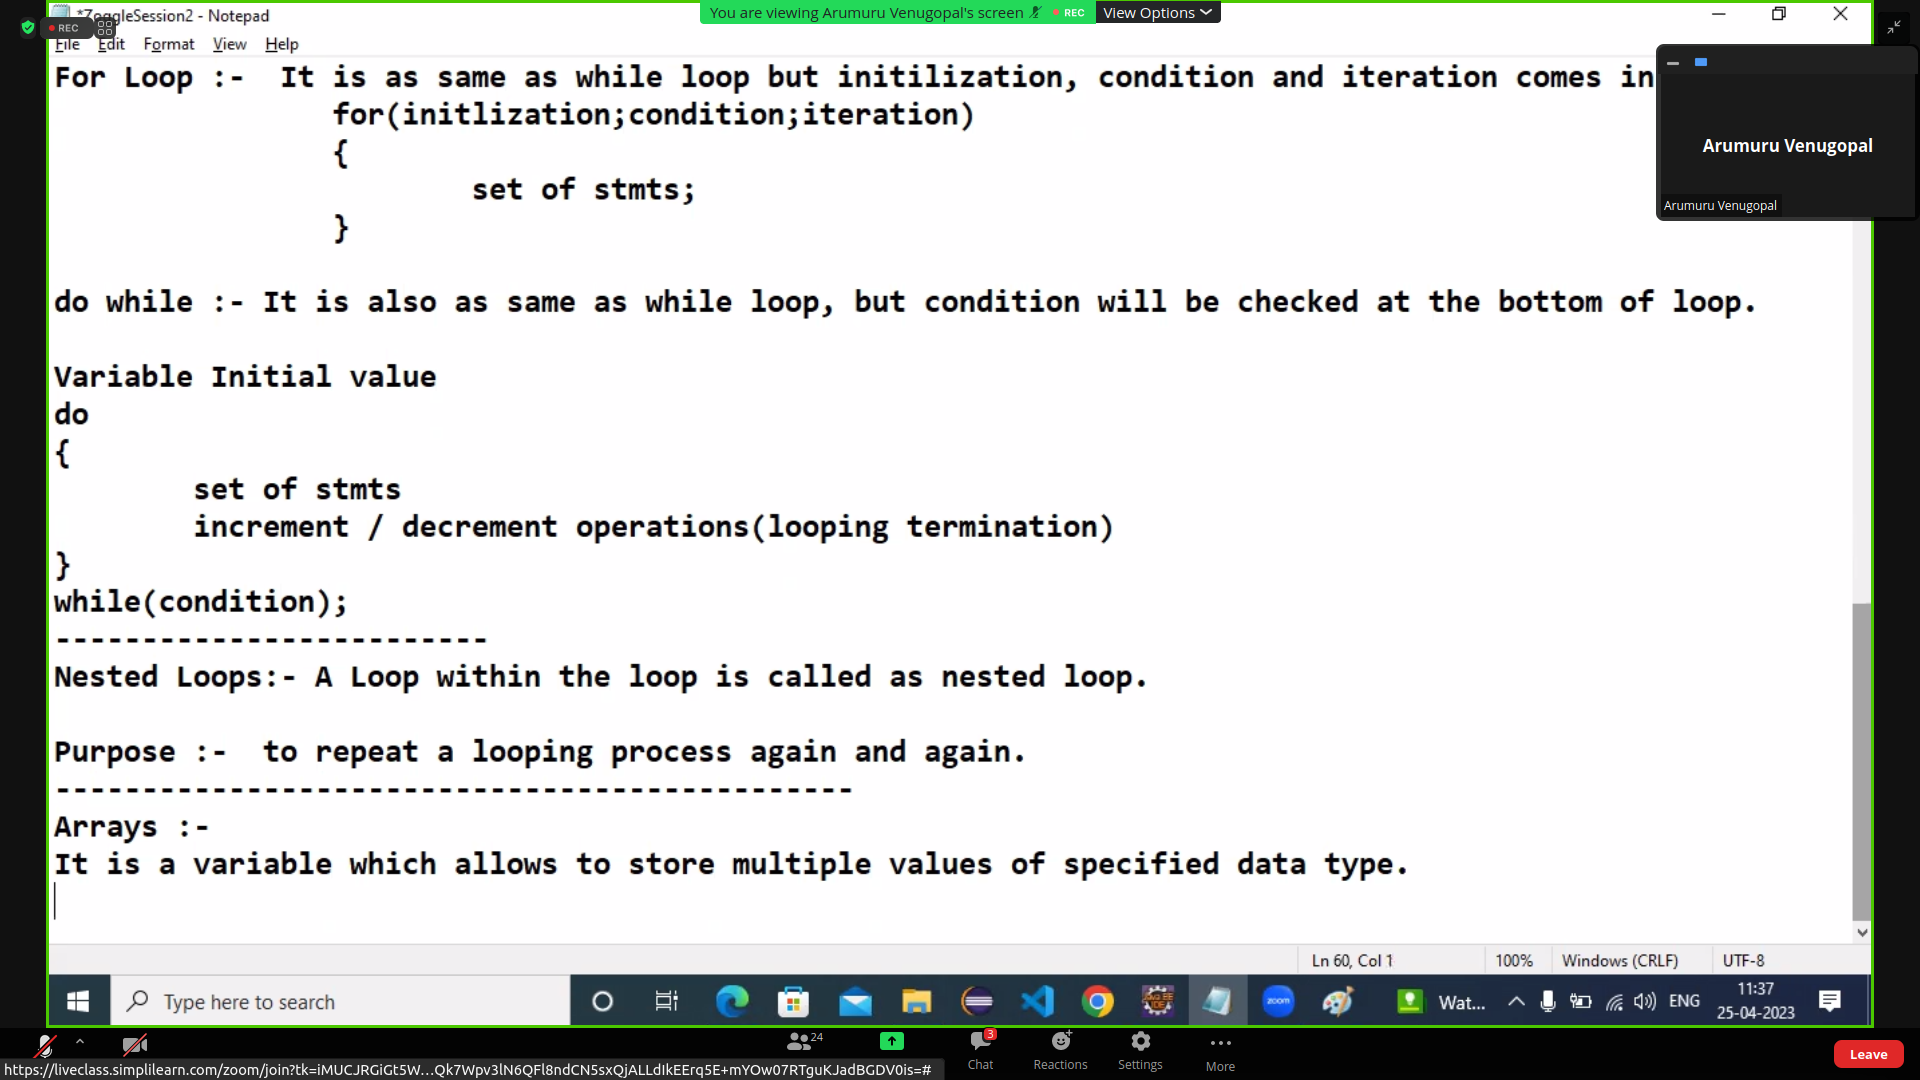 *ZoggleSession2 - Notepad
You are viewing Arumuru Venugopal's screen
REC
View Options
REC
File Edit Format View Help
For Loop :-  It is as same as while loop but initilization, condition and iteration comes in
for(initlization;condition;iteration)
{
set of stmts;
}
Arumuru Venugopal
Arumuru Venugopal
do while :- It is also as same as while loop, but condition will be checked at the bottom of loop.
Variable Initial value
do
{
set of stmts
increment / decrement operations(looping termination)
}
while(condition);
-------------------------
Nested Loops:- A Loop within the loop is called as nested loop.
Purpose :-  to repeat a looping process again and again.
----------------------------------------------
Arrays :-
It is a variable which allows to store multiple values of specified data type.
Ln 60, Col 1 100% Windows (CRLF) UTF-8
Type here to search
zoom
Wat...
ENG
11:37
25-04-2023
24
3
Chat
Reactions
Settings
More
Leave
https://liveclass.simplilearn.com/zoom/join?tk=iMUCJRGiGt5W...Qk7Wpv3lN6QFl8ndCN5sxQjALLdIkEErq5E+mYOw07RTguKJadBGDV0is=#